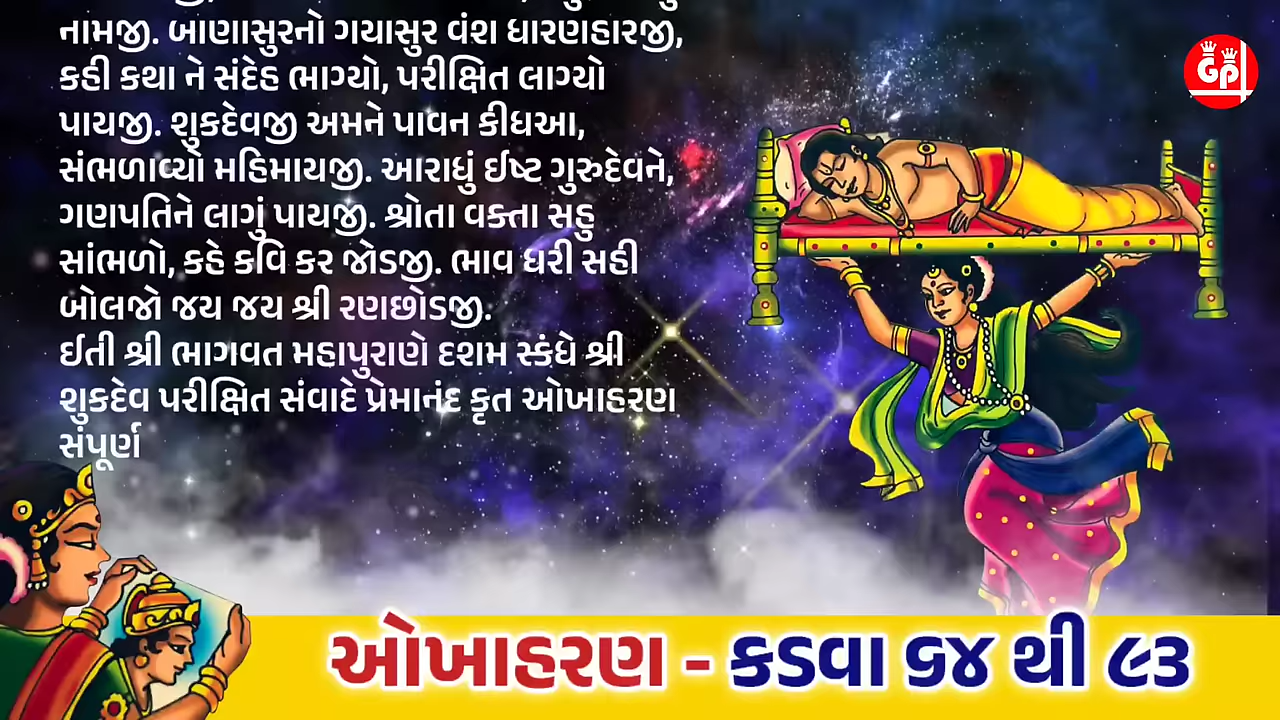 નામજી. બાણાસુરનો ગયાસુર વંશ ધારણહારજી,
કહી કથા ને સંદેહ ભાગ્યો, પરીક્ષિત લાગ્યો
પાયજી. શુકદેવજી અમને પાવન કીધઆ,
સંભળાવ્યો મહિમાયજી. આરાધું ઈષ્ટ ગુરુદેવને,
ગણપતિને લાગું પાયજી. શ્રોતા વક્તા સહુ
સાંભળો, કહે કવિ કર જોડજી. ભાવ ધરી સહી
બોલજો જય જય શ્રી રણછોડજી.
ઈતી શ્રી ભાગવત મહાપુરાણે દશમ સ્કંધે શ્રી
શુકદેવ પરીક્ષિત સંવાદે પ્રેમાનંદ કૃત ઓખાહરણ
સંપૂર્ણ
GP
ઓખાહરણ - કડવા ૬૪ થી ૯૩